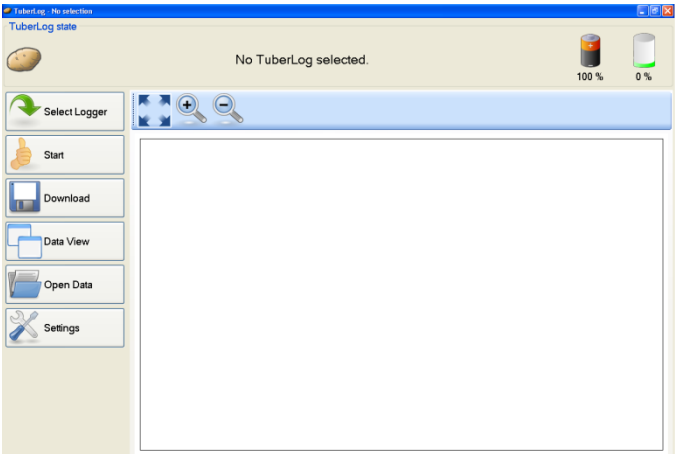 TuberLog - No selection
TuberLog state
No TuberLog selected.
100 %
0 %
Select Logger
Start
Download
Data View
Open Data
Settings